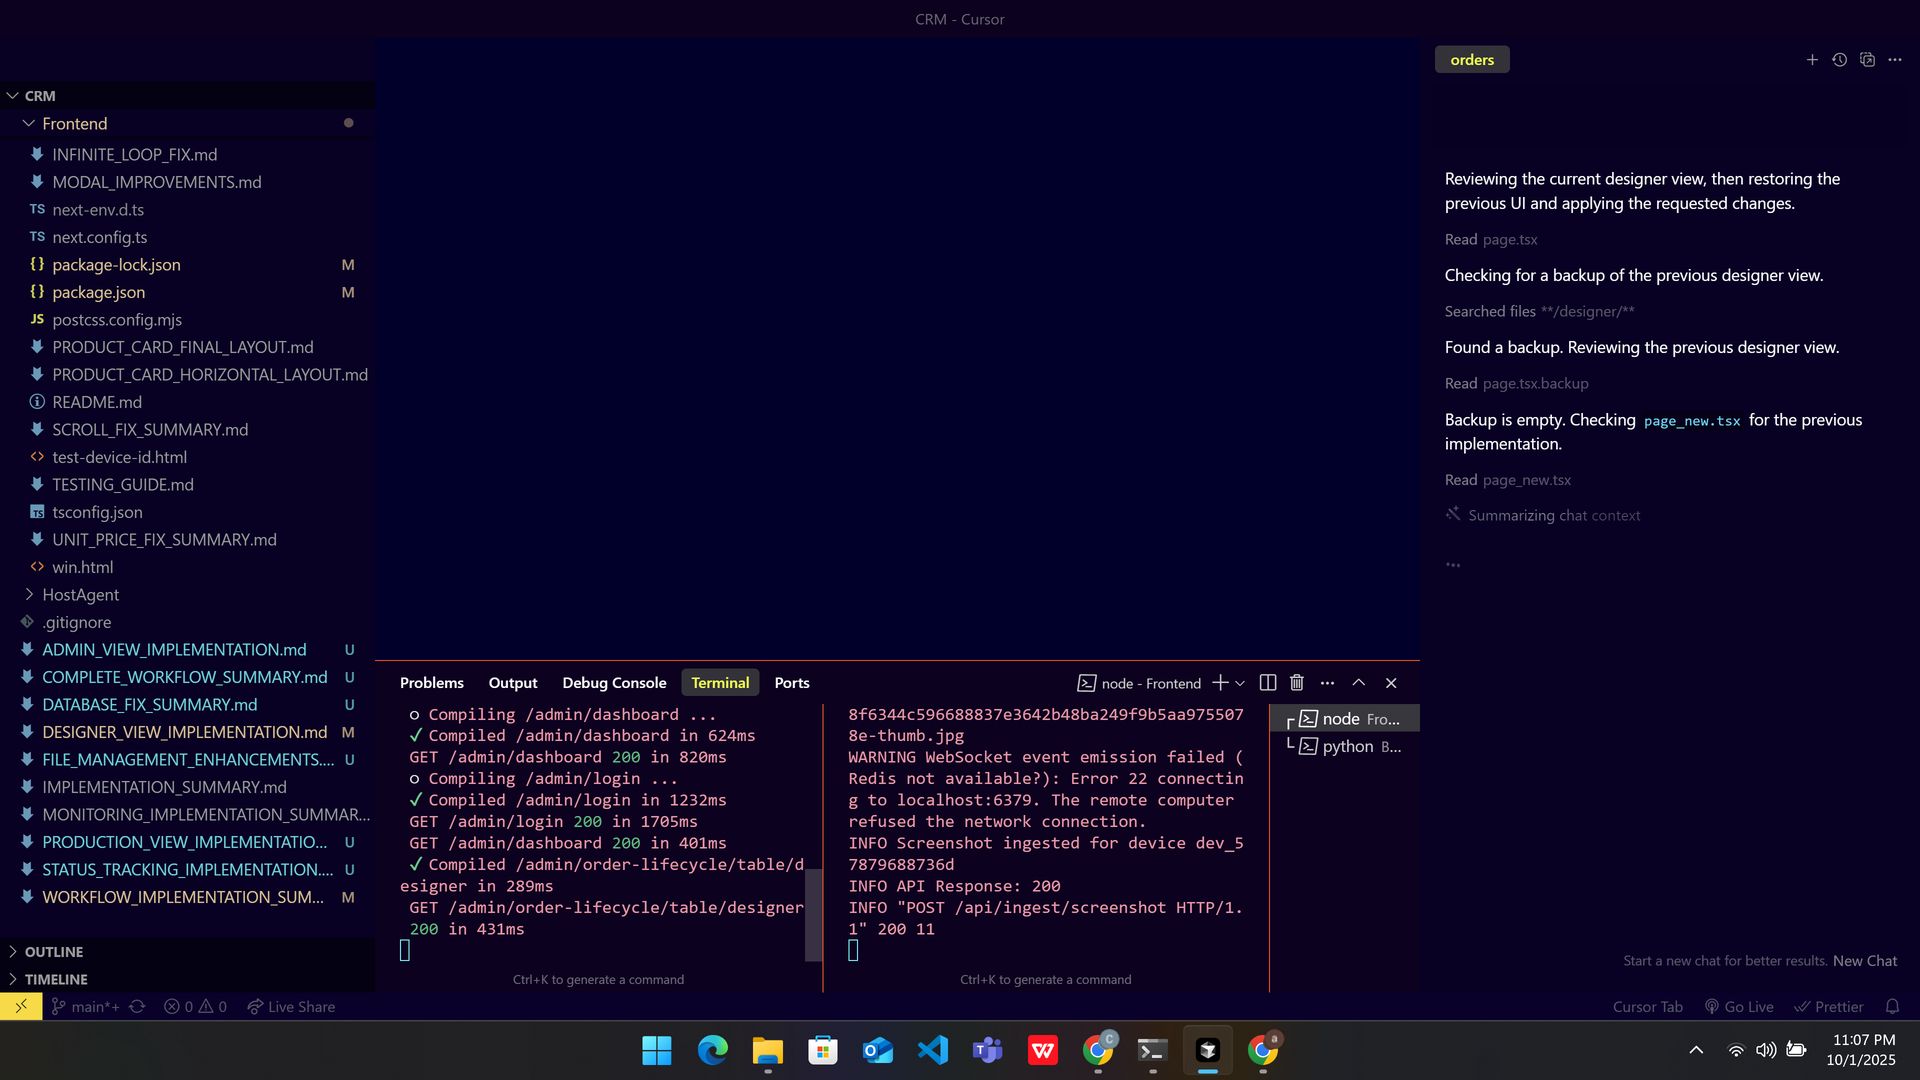 CRM - Cursor
CRM
Frontend
INFINITE_LOOP_FIX.md
MODAL_IMPROVEMENTS.md
TS next-env.d.ts
TS next.config.ts
{} package-lock.json M
{} package.json M
JS postcss.config.mjs
PRODUCT_CARD_FINAL_LAYOUT.md
PRODUCT_CARD_HORIZONTAL_LAYOUT.md
README.md
SCROLL_FIX_SUMMARY.md
<> test-device-id.html
TESTING_GUIDE.md
TS tsconfig.json
UNIT_PRICE_FIX_SUMMARY.md
<> win.html
HostAgent
.gitignore
ADMIN_VIEW_IMPLEMENTATION.md U
COMPLETE_WORKFLOW_SUMMARY.md U
DATABASE_FIX_SUMMARY.md U
DESIGNER_VIEW_IMPLEMENTATION.md M
FILE_MANAGEMENT_ENHANCEMENTS.... U
IMPLEMENTATION_SUMMARY.md
MONITORING_IMPLEMENTATION_SUMMAR...
PRODUCTION_VIEW_IMPLEMENTATIO... U
STATUS_TRACKING_IMPLEMENTATION.... U
WORKFLOW_IMPLEMENTATION_SUM... M
OUTLINE
TIMELINE
Problems Output Debug Console Terminal Ports
node - Frontend
○ Compiling /admin/dashboard ...
✓ Compiled /admin/dashboard in 624ms
GET /admin/dashboard 200 in 820ms
○ Compiling /admin/login ...
✓ Compiled /admin/login in 1232ms
GET /admin/login 200 in 1705ms
GET /admin/dashboard 200 in 401ms
✓ Compiled /admin/order-lifecycle/table/d
esigner in 289ms
GET /admin/order-lifecycle/table/designer
200 in 431ms
Ctrl+K to generate a command
8f6344c596688837e3642b48ba249f9b5aa975507
8e-thumb.jpg
WARNING WebSocket event emission failed (
Redis not available?): Error 22 connectin
g to localhost:6379. The remote computer
refused the network connection.
INFO Screenshot ingested for device dev_5
7879688736d
INFO API Response: 200
INFO "POST /api/ingest/screenshot HTTP/1.
1" 200 11
Ctrl+K to generate a command
node Fro...
python B...
orders
Reviewing the current designer view, then restoring the
previous UI and applying the requested changes.
Read page.tsx
Checking for a backup of the previous designer view.
Searched files **/designer/**
Found a backup. Reviewing the previous designer view.
Read page.tsx.backup
Backup is empty. Checking page_new.tsx for the previous
implementation.
Read page_new.tsx
Summarizing chat context
...
Start a new chat for better results. New Chat
main*+ 0 0 Live Share
Cursor Tab Go Live Prettier
C
a
11:07 PM
10/1/2025